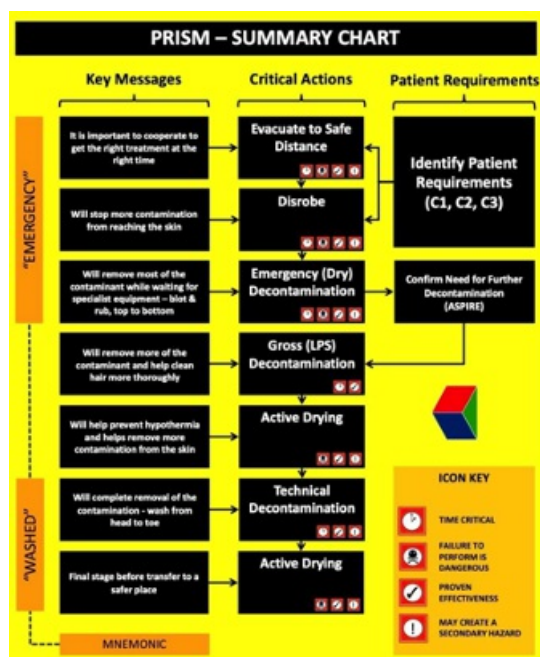 PRISM – SUMMARY CHART
Key Messages
Critical Actions
Patient Requirements
"EMERGENCY"
It is important to cooperate to
get the right treatment at the
right time
Evacuate to Safe
Distance
Identify Patient
Requirements
(C1, C2, C3)
Will stop more contamination
from reaching the skin
Disrobe
Will remove most of the
contaminant while waiting for
specialist equipment – blot &
rub, top to bottom
Emergency (Dry)
Decontamination
Confirm Need for Further
Decontamination
(ASPIRE)
Will remove more of the
contaminant and help clean
hair more thoroughly
Gross (LPS)
Decontamination
Will help prevent hypothermia
and helps remove more
contamination from the skin
Active Drying
"WASHED"
Will complete removal of the
contamination - wash from
head to toe
Technical
Decontamination
Final stage before transfer to a
safer place
Active Drying
MNEMONIC
ICON KEY
TIME CRITICAL
FAILURE TO
PERFORM IS
DANGEROUS
PROVEN
EFFECTIVENESS
MAY CREATE A
SECONDARY HAZARD